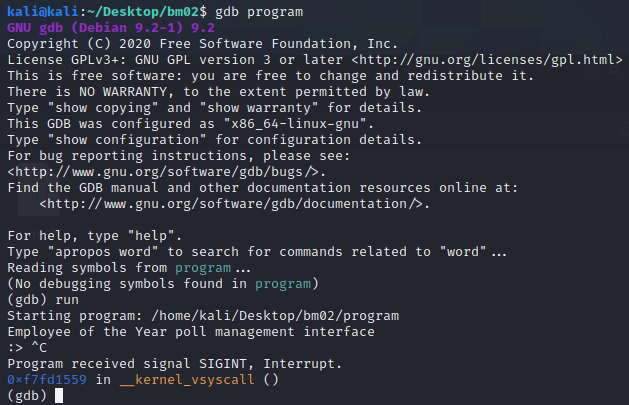 kali@kali:~/Desktop/bm02$ gdb program
GNU gdb (Debian 9.2-1) 9.2
Copyright (C) 2020 Free Software Foundation, Inc.
License GPLv3+: GNU GPL version 3 or later <http://gnu.org/licenses/gpl.html>
This is free software: you are free to change and redistribute it.
There is NO WARRANTY, to the extent permitted by law.
Type "show copying" and "show warranty" for details.
This GDB was configured as "x86_64-linux-gnu".
Type "show configuration" for configuration details.
For bug reporting instructions, please see:
<http://www.gnu.org/software/gdb/bugs/>.
Find the GDB manual and other documentation resources online at:
    <http://www.gnu.org/software/gdb/documentation/>.

For help, type "help".
Type "apropos word" to search for commands related to "word"...
Reading symbols from program...
(No debugging symbols found in program)
(gdb) run
Starting program: /home/kali/Desktop/bm02/program
Employee of the Year poll management interface
:> ^C
Program received signal SIGINT, Interrupt.
0xf7fd1559 in __kernel_vsyscall ()
(gdb)